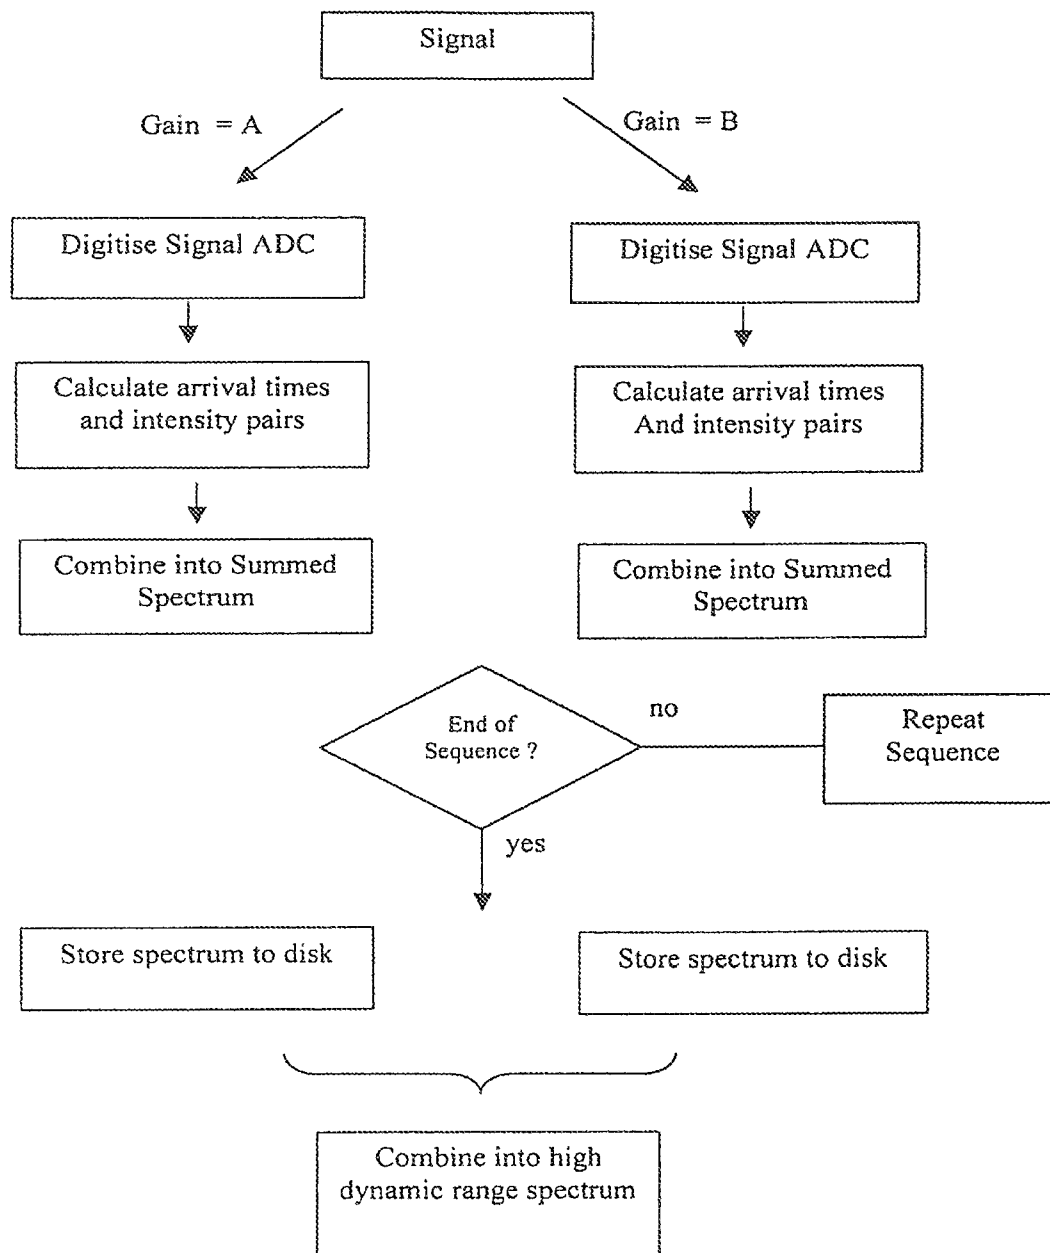 Signal
Gain = A
Gain = B
Digitise Signal ADC
Digitise Signal ADC
Calculate arrival times
and intensity pairs
Calculate arrival times
And intensity pairs
Combine into Summed
Spectrum
Combine into Summed
Spectrum
End of
Sequence ?
no
Repeat
Sequence
yes
Store spectrum to disk
Store spectrum to disk
Combine into high
dynamic range spectrum